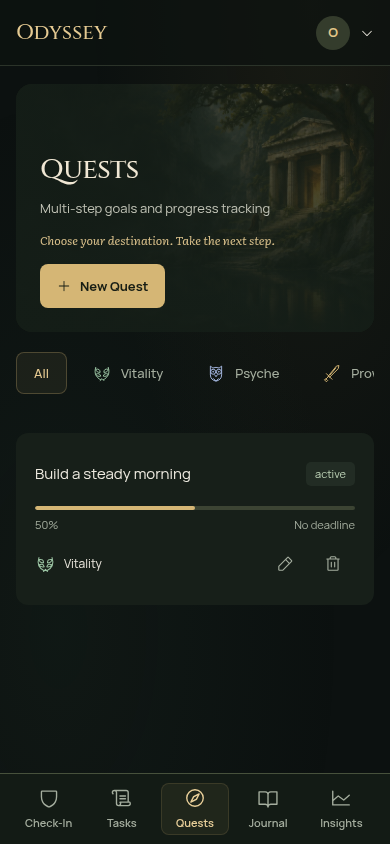 ODYSSEY
O
QUESTS
Multi-step goals and progress tracking
Choose your destination. Take the next step.
New Quest
All
Vitality
Psyche
Prov
Build a steady morning
active
50%
No deadline
Vitality
Check-In
Tasks
Quests
Journal
Insights